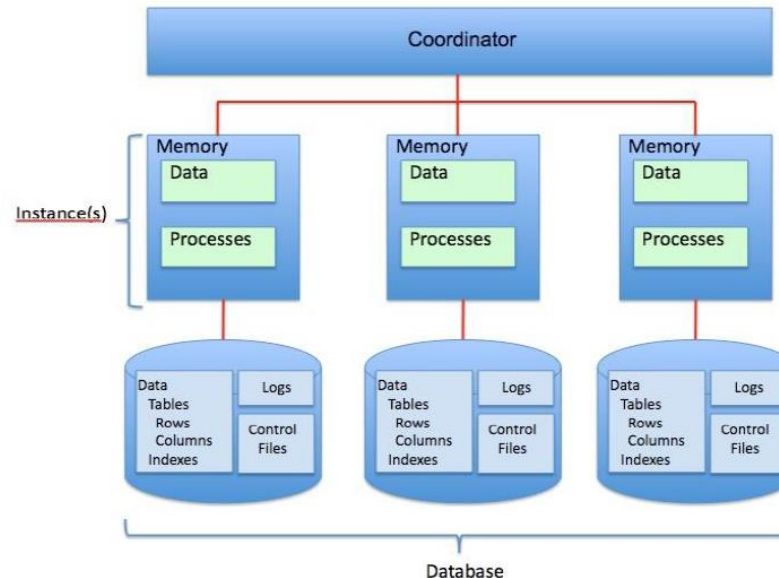 Coordinator
Memory
Data
Processes
Memory
Data
Processes
Memory
Data
Processes
Instance(s)
Data
Tables
Rows
Columns
Indexes
Logs
Control
Files
Data
Tables
Rows
Columns
Indexes
Logs
Control
Files
Data
Tables
Rows
Columns
Indexes
Logs
Control
Files
Database